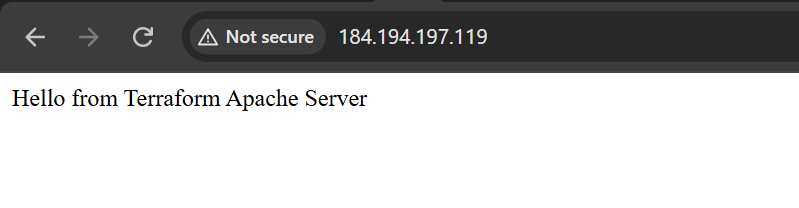 Not secure 184.194.197.119
Hello from Terraform Apache Server